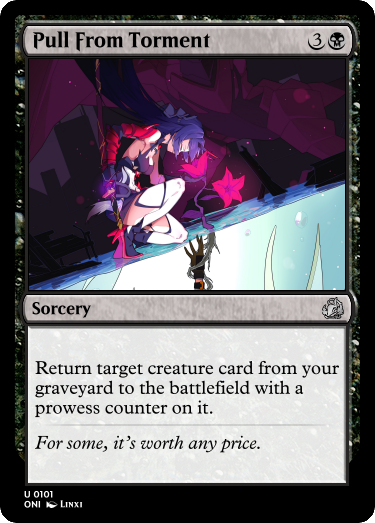 Pull From Torment 3
Sorcery
Return target creature card from your
graveyard to the battlefield with a
prowess counter on it.
For some, it's worth any price.
U 0101
ONI Linxi